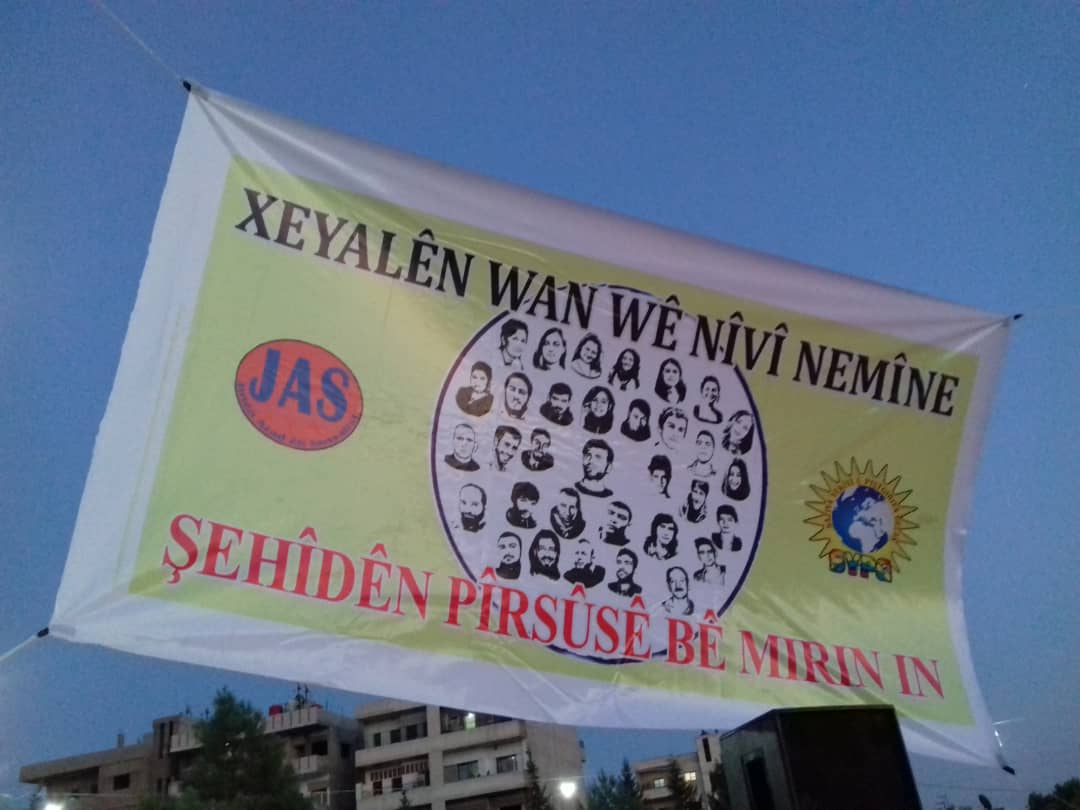 XEYALÊN WAN WÊ NÎVÎ NEMÎNE
JAS
ŞEHÎDÊN PÎRSÛSÊ BÊ MIRIN IN